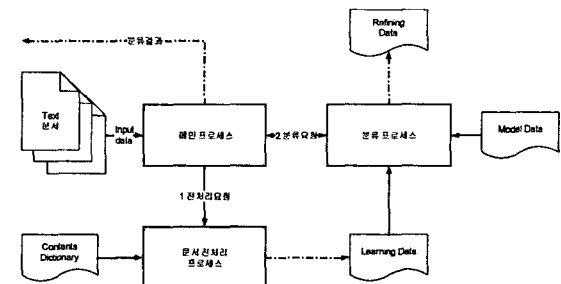 Refining
Data
분류결과
Text
문서
Input
data
메인 프로세스
2분류요청
분류 프로세스
Model Data
1 전처리요청
Contents
Dictionary
문서 전처리
프로세스
Learning Data